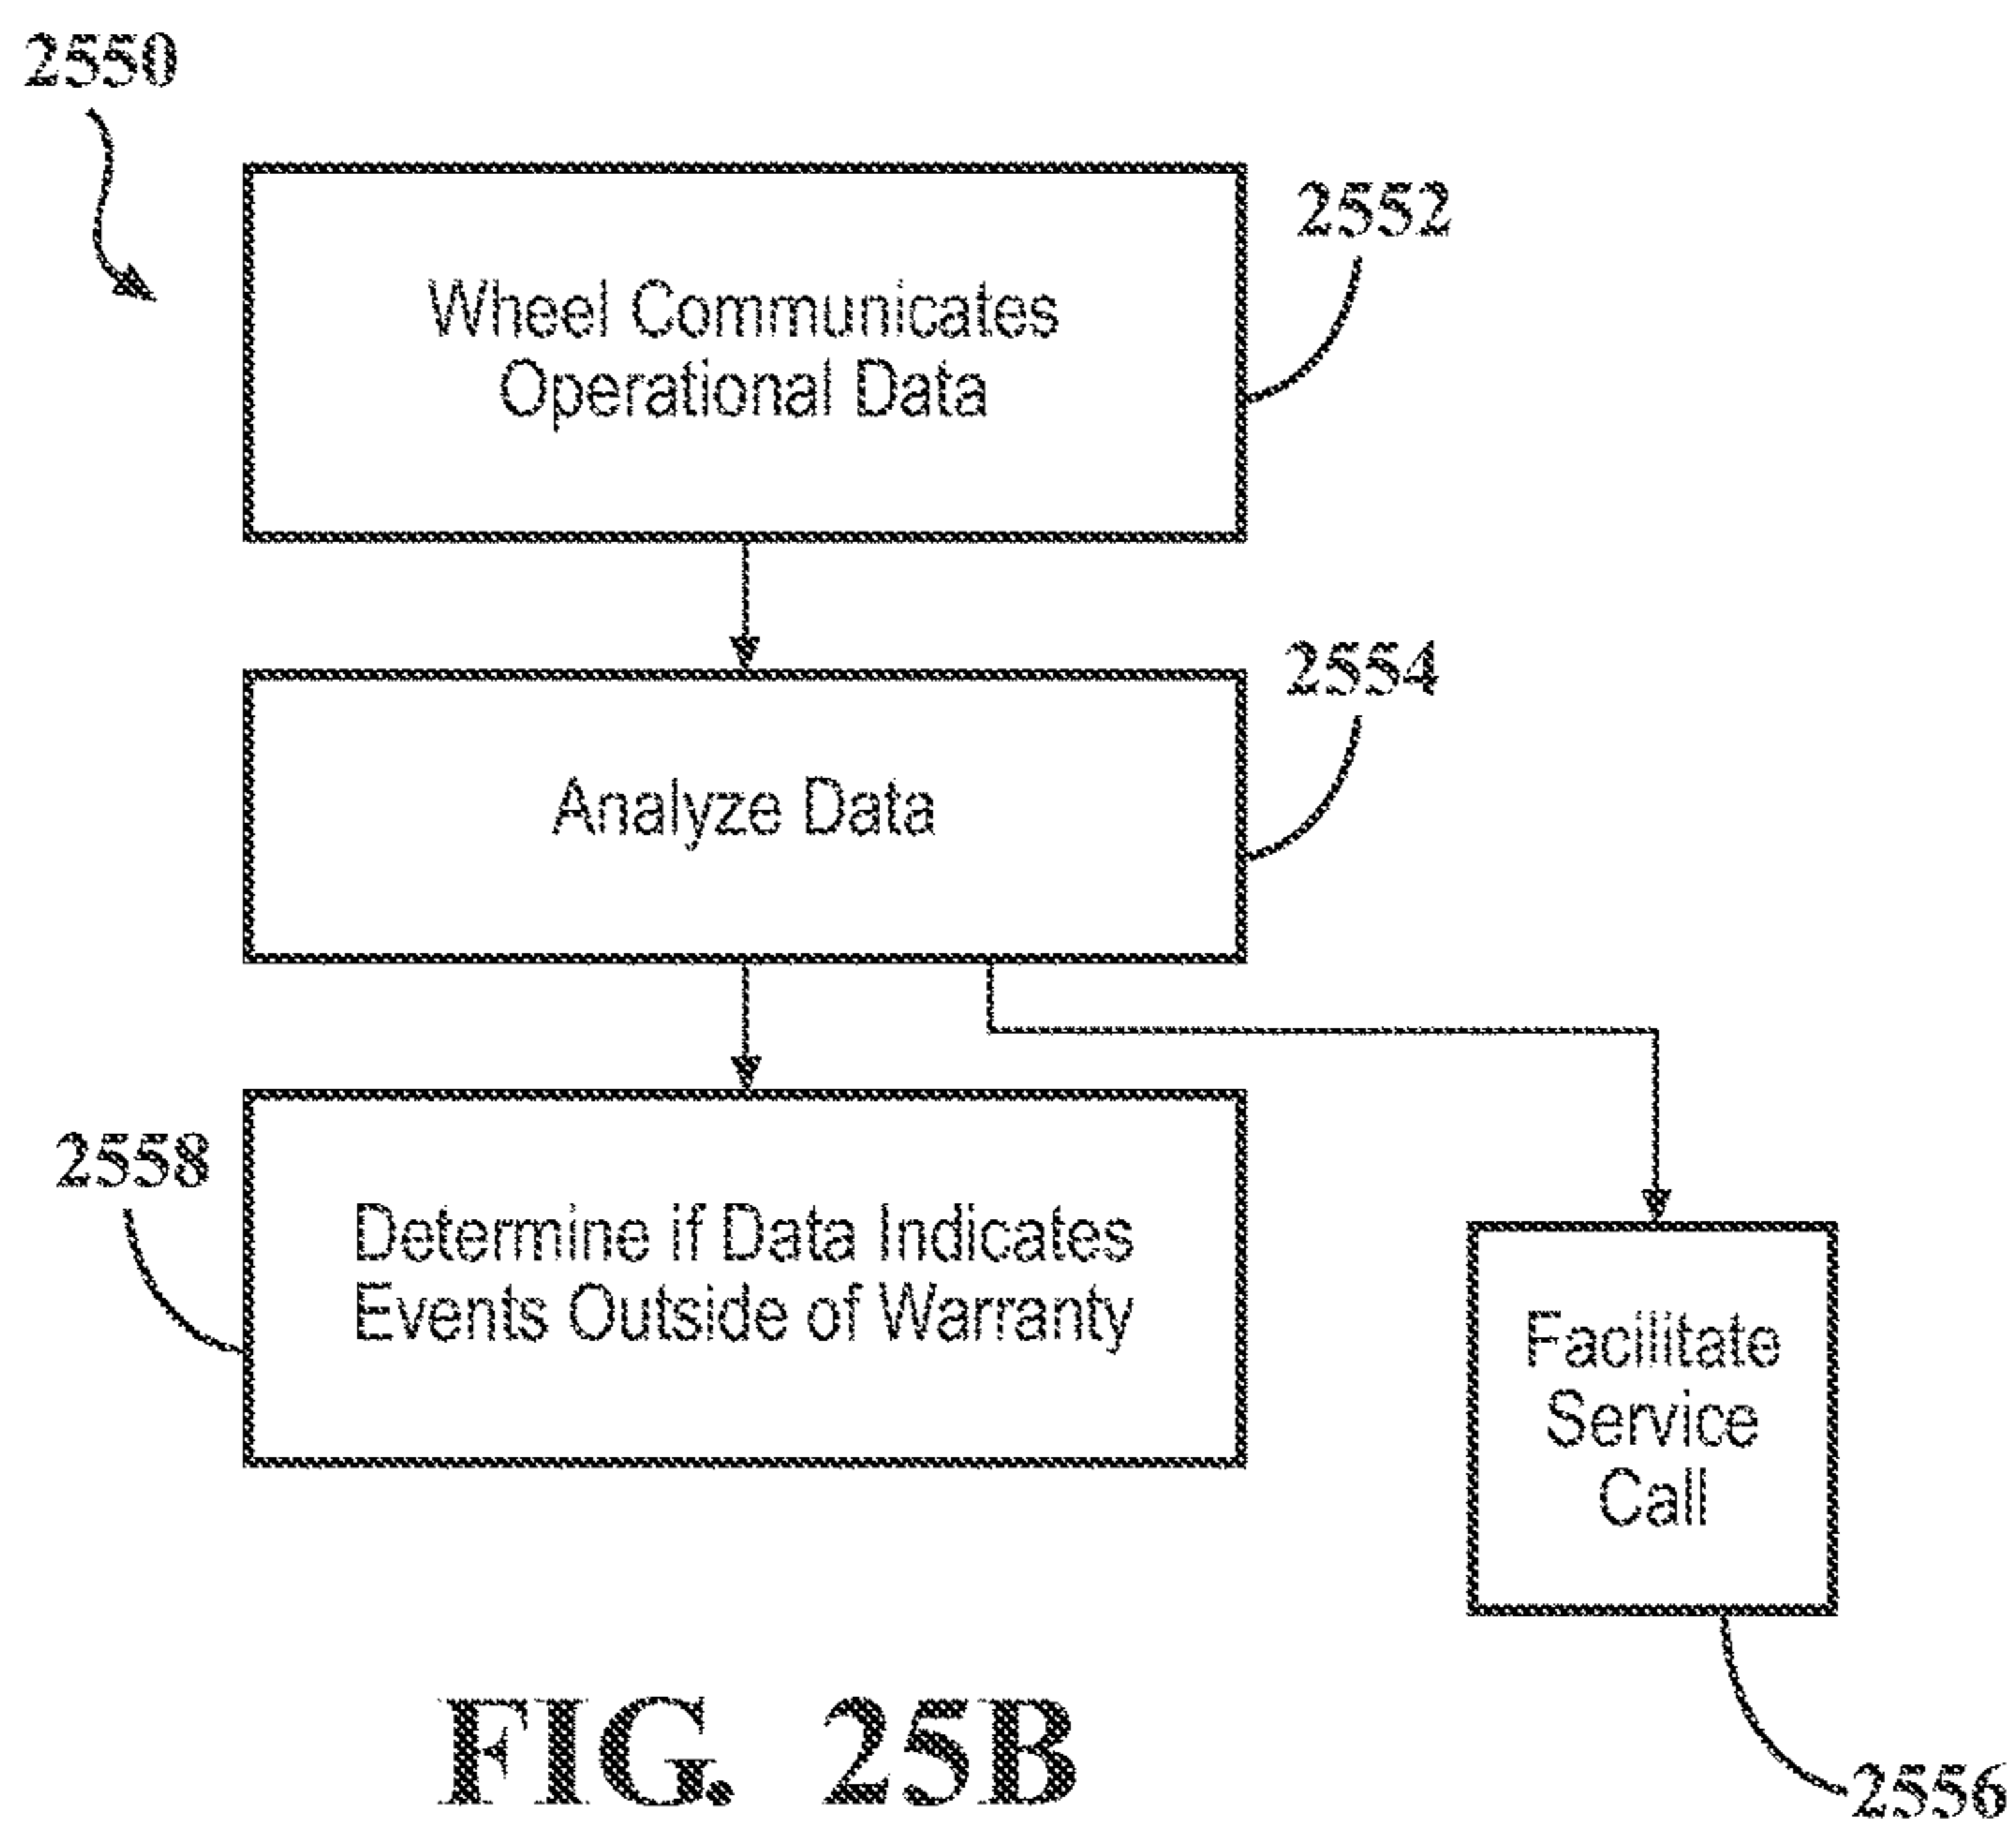 2550
Wheel Communicates
Operational Data
2552
Analyze Data
2554
Determine if Data Indicates
Events Outside of Warranty
2558
Facilitate
Service
Call
2556
FIG. 25B